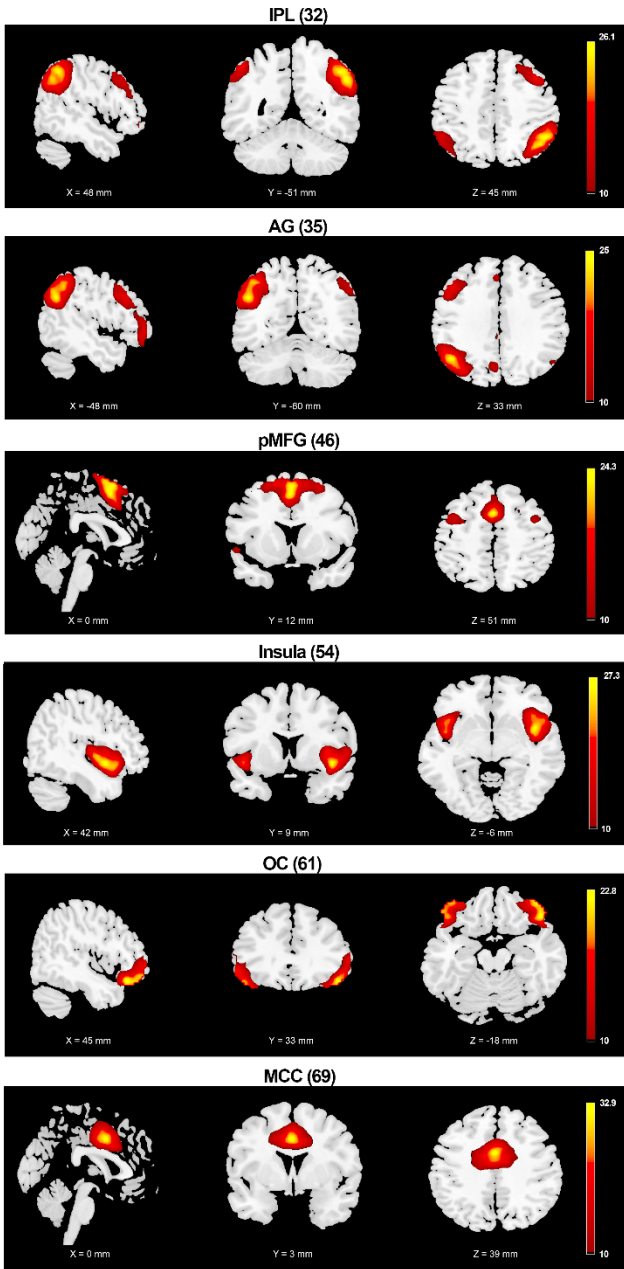 IPL (32)
26.1
X = 48 mm
Y = -51 mm
Z = 45 mm
10
AG (35)
25
X = -48 mm
Y = -60 mm
Z = 33 mm
10
pMFG (46)
24.3
X = 0 mm
Y = 12 mm
Z = 51 mm
10
Insula (54)
27.3
X = 42 mm
Y = 9 mm
Z = -6 mm
10
OC (61)
22.8
X = 45 mm
Y = 33 mm
Z = -18 mm
10
MCC (69)
32.9
X = 0 mm
Y = 3 mm
Z = 39 mm
10